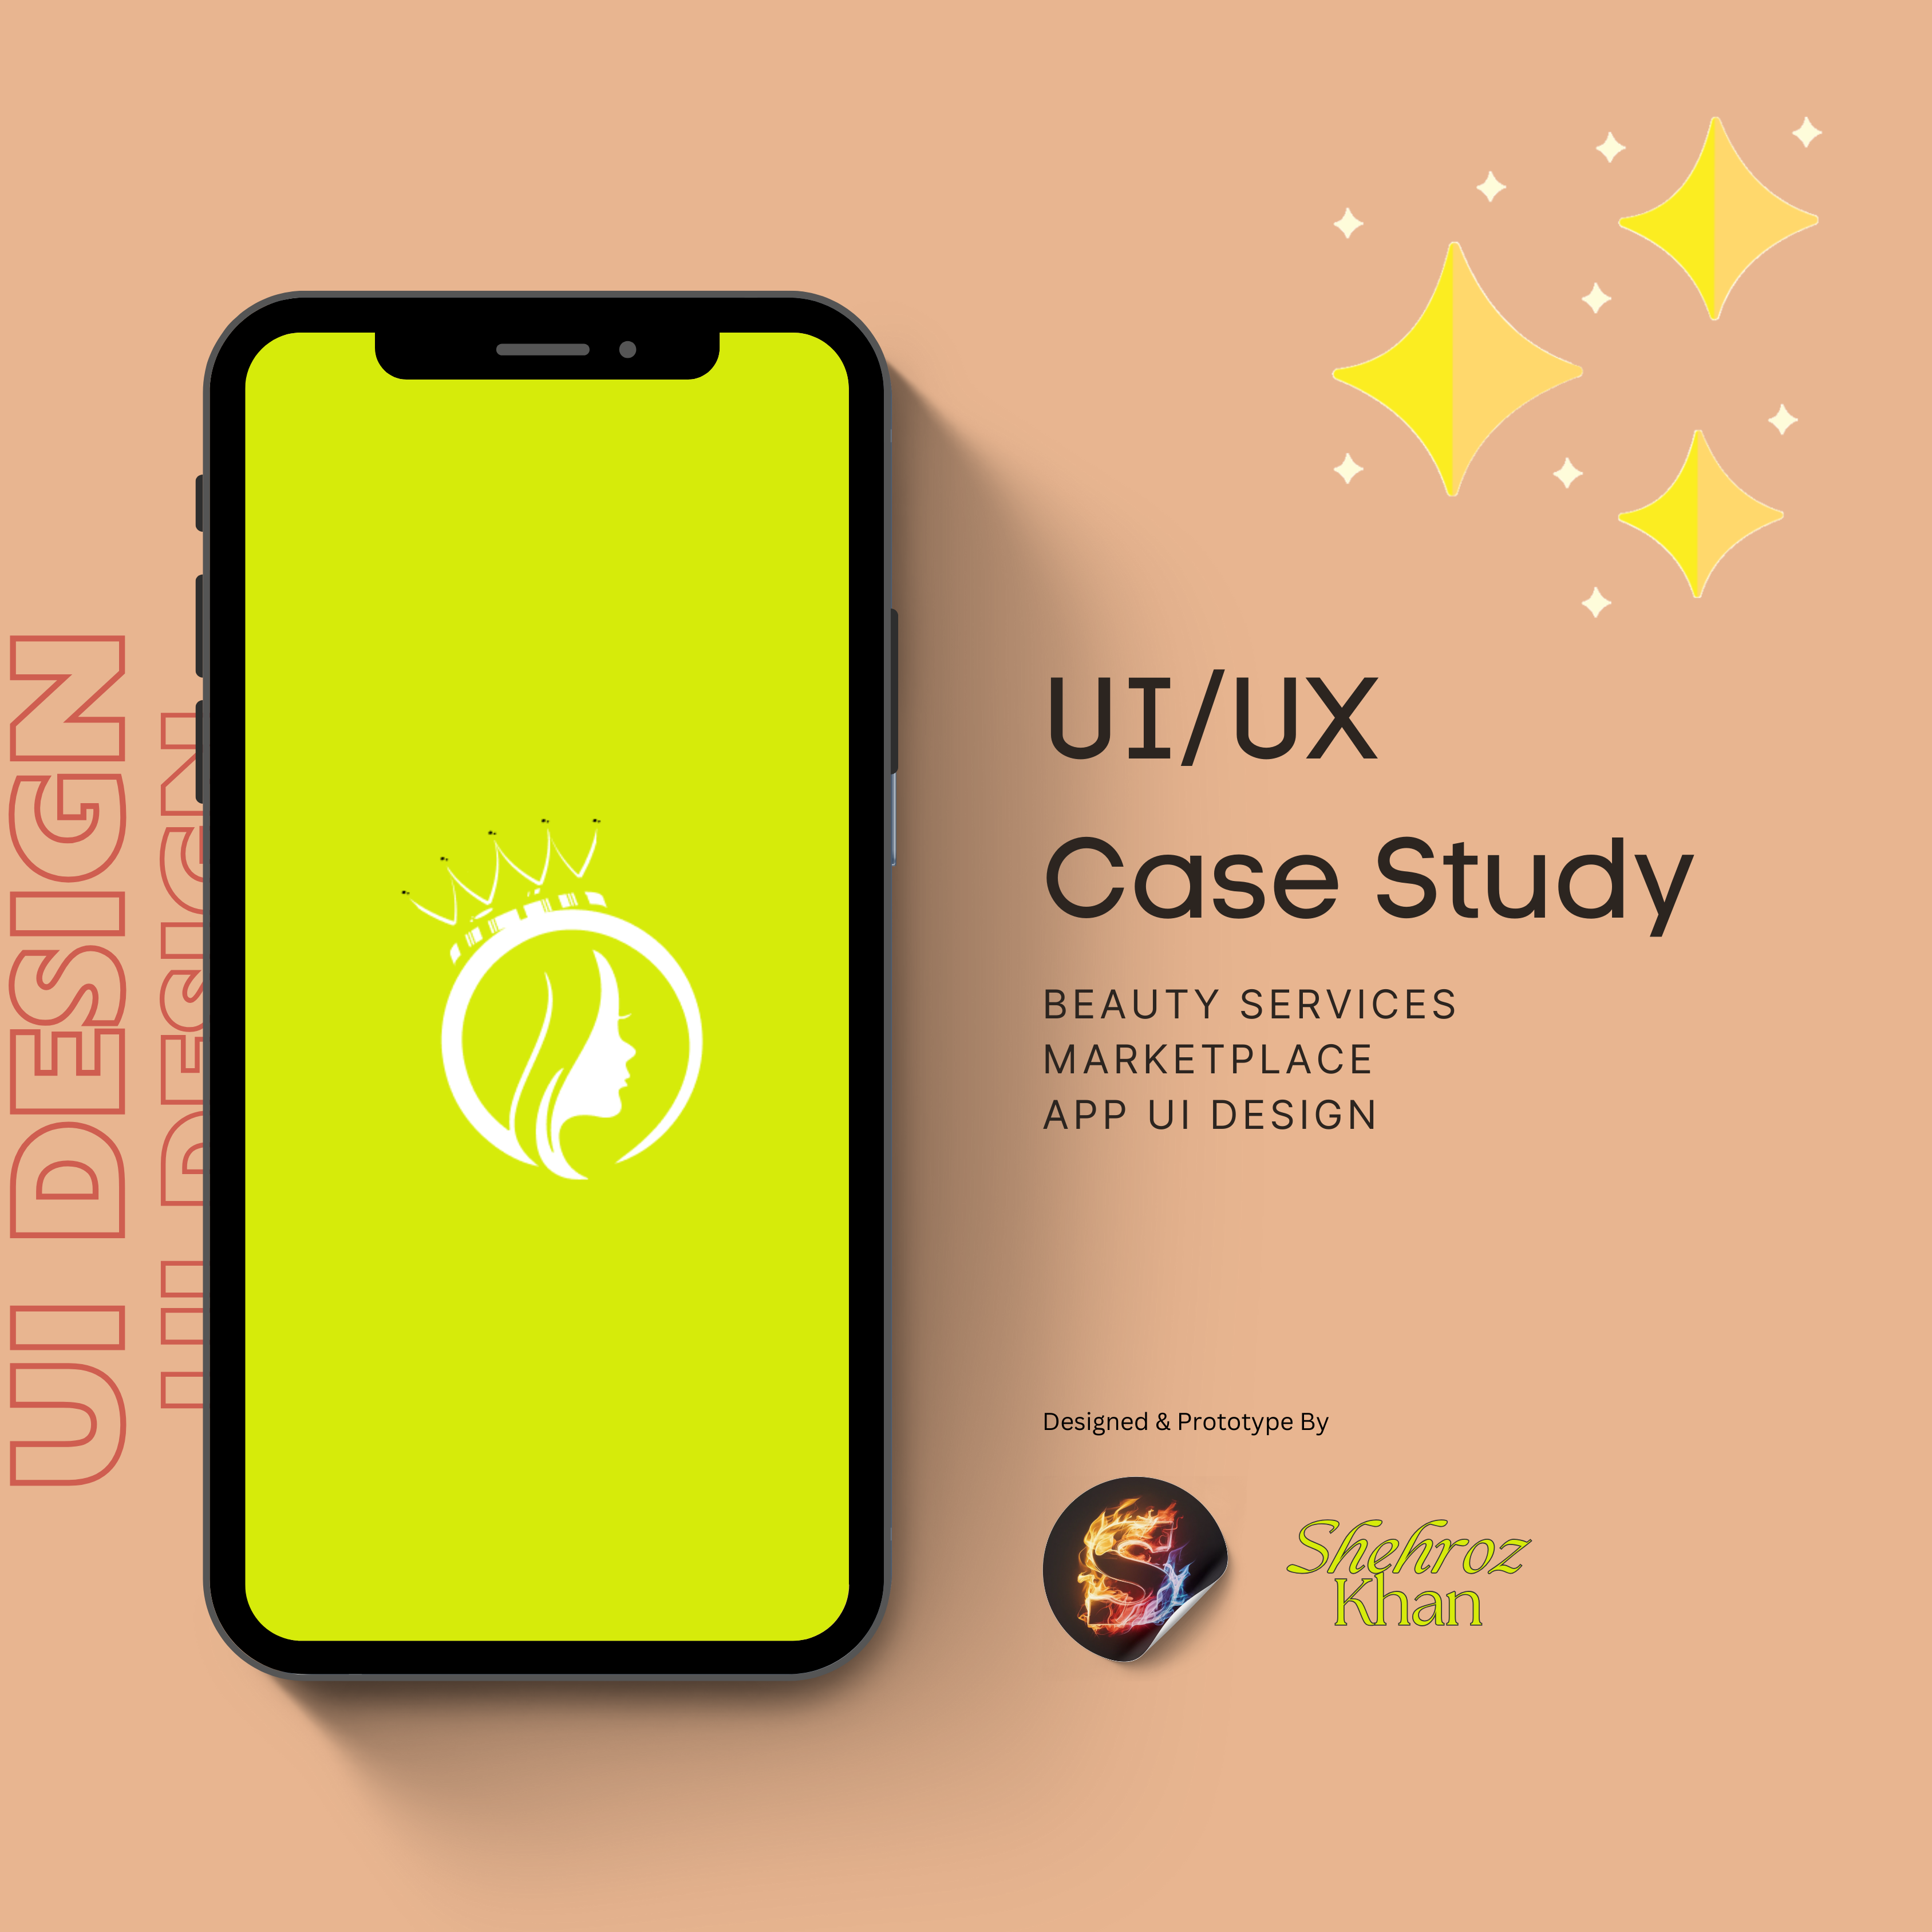 UI DESIGN
UI DESIGN
UI/UX
Case Study
BEAUTY SERVICES
MARKETPLACE
APP UI DESIGN
Designed & Prototype By
S
Shehroz
Khan